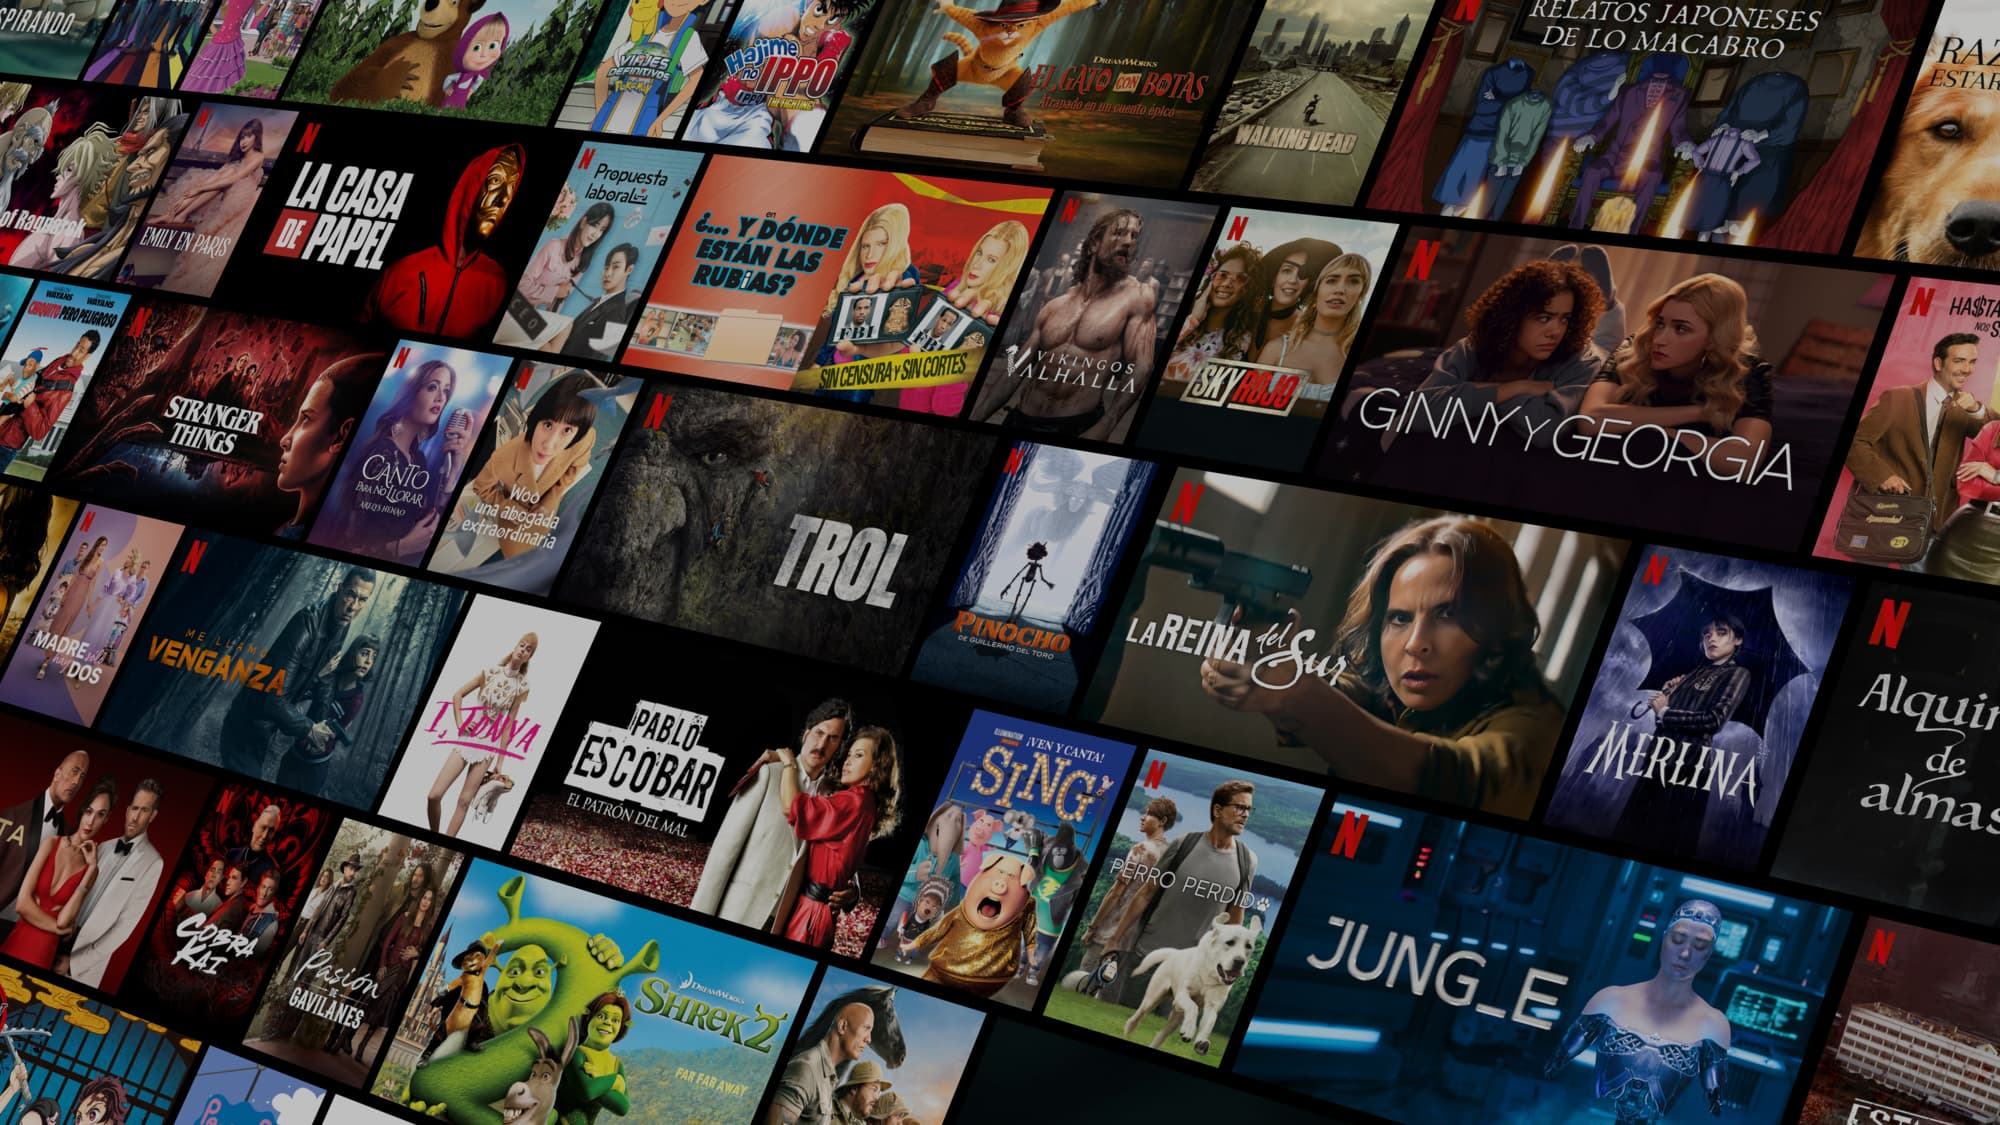 SPIRANDO
VIAJES
DEFINITIVOS
POKÉMON
Hajime
no IPPO
THE FIGHTING!
DREAMWORKS
EL GATO CON BOTAS
Atrapado en un cuento épico
WALKING DEAD
RELATOS JAPONESES
DE LO MACABRO
RAZ
ESTAR
of Ragnarok
N
EMILY EN PARIS
N
LA CASA
DE PAPEL
N
Propuesta
laboral
en
¿... Y DÓNDE
ESTÁN LAS
RUBiAS?
FBI
FBI
SIN CENSURA Y SIN CORTES
N
VIKINGOS
VALHALLA
N
SKY ROJO
N
GINNY Y GEORGIA
N
HA$TA
NOS S
WAYANS
WAYANS
CHIQUITO PERO PELIGROSO
N
STRANGER
THINGS
N
CANTO
PARA NO LLORAR
ARELYS HENAO
N
Woo
una abogada
extraordinaria
N
TROL
N
PINOCHO
DE GUILLERMO DEL TORO
N
LA REINA del Sur
N
MERLINA
N
Alquil
de
almas
N
MADRE solo
hay DOS
N
ME LLAMO
VENGANZA
I, TONYA
PABLO
ESCOBAR
EL PATRÓN DEL MAL
ILLUMINATION
¡VEN Y CANTA!
SING
N
PERRO PERDIDO
N
JUNG_E
N
TA
N
COBRA
KAI
Pasión
DE
GAVILANES
DREAMWORKS
SHREK 2
FAR FAR AWAY